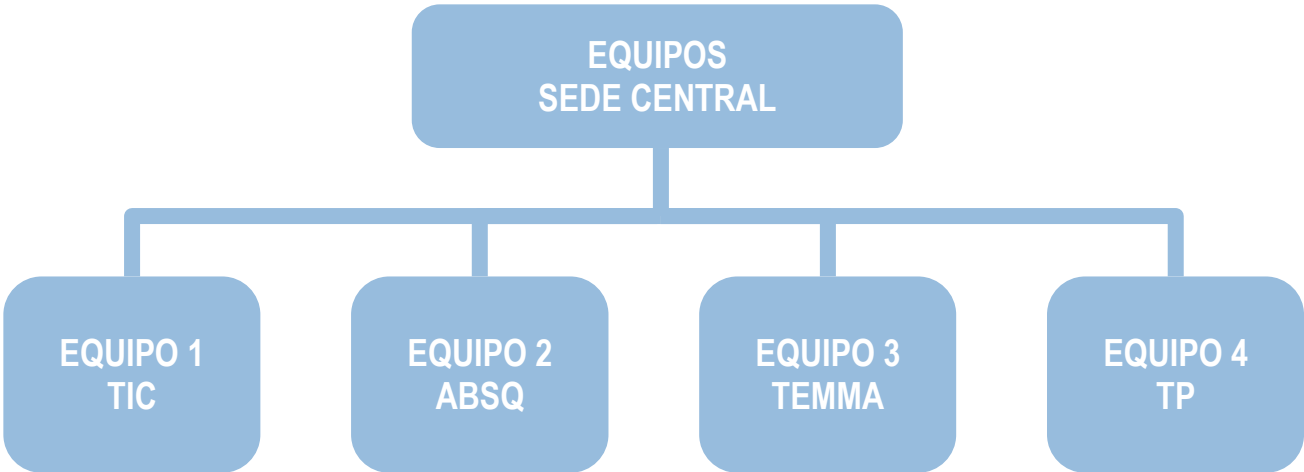 EQUIPOS
SEDE CENTRAL
EQUIPO 1
TIC
EQUIPO 2
ABSQ
EQUIPO 3
TEMMA
EQUIPO 4
TP